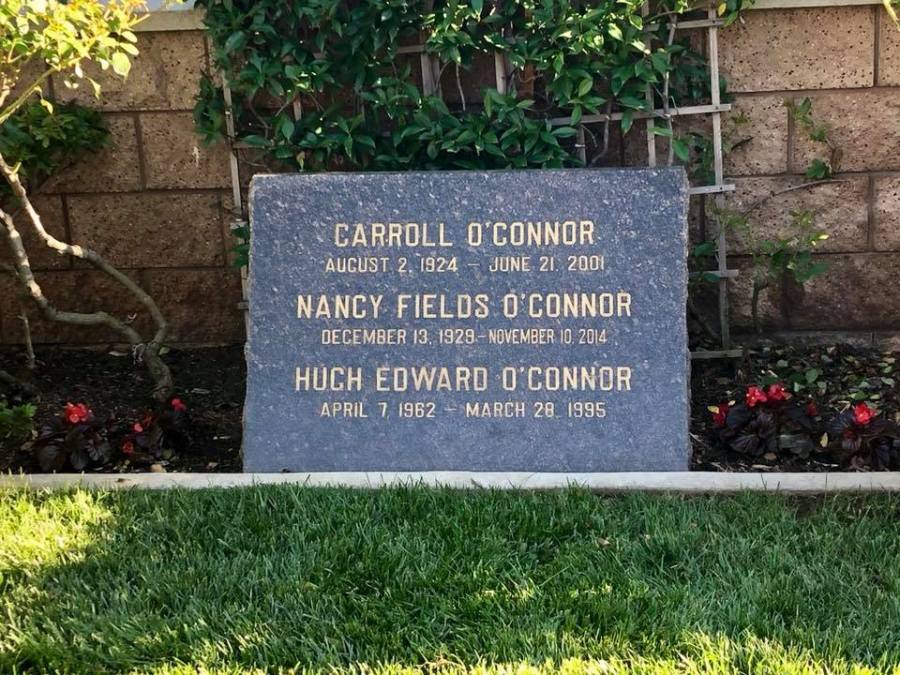 CARROLL O'CONNOR
AUGUST 2, 1924 – JUNE 21, 2001
NANCY FIELDS O'CONNOR
DECEMBER 13, 1929 – NOVEMBER 10, 2014
HUGH EDWARD O'CONNOR
APRIL 7, 1962 – MARCH 28, 1995